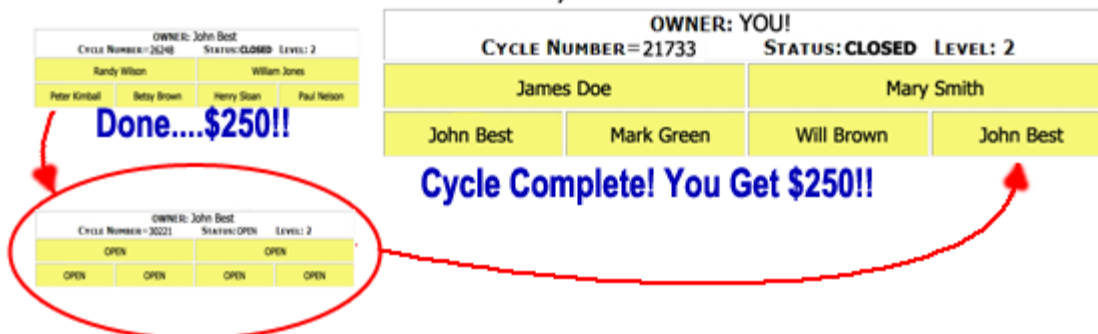 OWNER: John Best
CYCLE NUMBER=26248 STATUS:CLOSED LEVEL: 2
Randy Wilson William Jones
Peter Kimball Betsy Brown Henry Sloan Paul Nelson
Done....$250!!
OWNER: John Best
CYCLE NUMBER=30221 STATUS:OPEN LEVEL: 2
OPEN OPEN
OPEN OPEN OPEN OPEN
OWNER: YOU!
CYCLE NUMBER=21733 STATUS:CLOSED LEVEL: 2
James Doe Mary Smith
John Best Mark Green Will Brown John Best
Cycle Complete! You Get $250!!